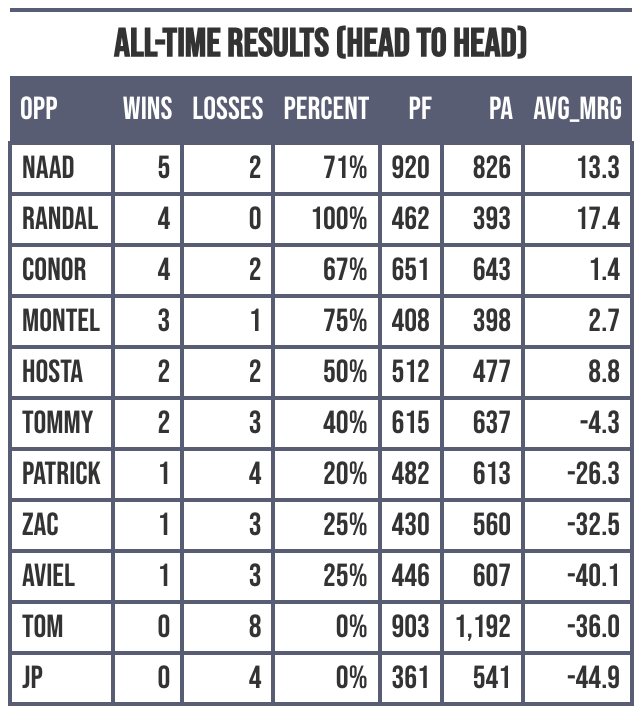 ALL-TIME RESULTS (HEAD TO HEAD)
OPP WINS LOSSES PERCENT PF PA AVG_MRG
NAAD 5 2 71% 920 826 13.3
RANDAL 4 0 100% 462 393 17.4
CONOR 4 2 67% 651 643 1.4
MONTEL 3 1 75% 408 398 2.7
HOSTA 2 2 50% 512 477 8.8
TOMMY 2 3 40% 615 637 -4.3
PATRICK 1 4 20% 482 613 -26.3
ZAC 1 3 25% 430 560 -32.5
AVIEL 1 3 25% 446 607 -40.1
TOM 0 8 0% 903 1,192 -36.0
JP 0 4 0% 361 541 -44.9